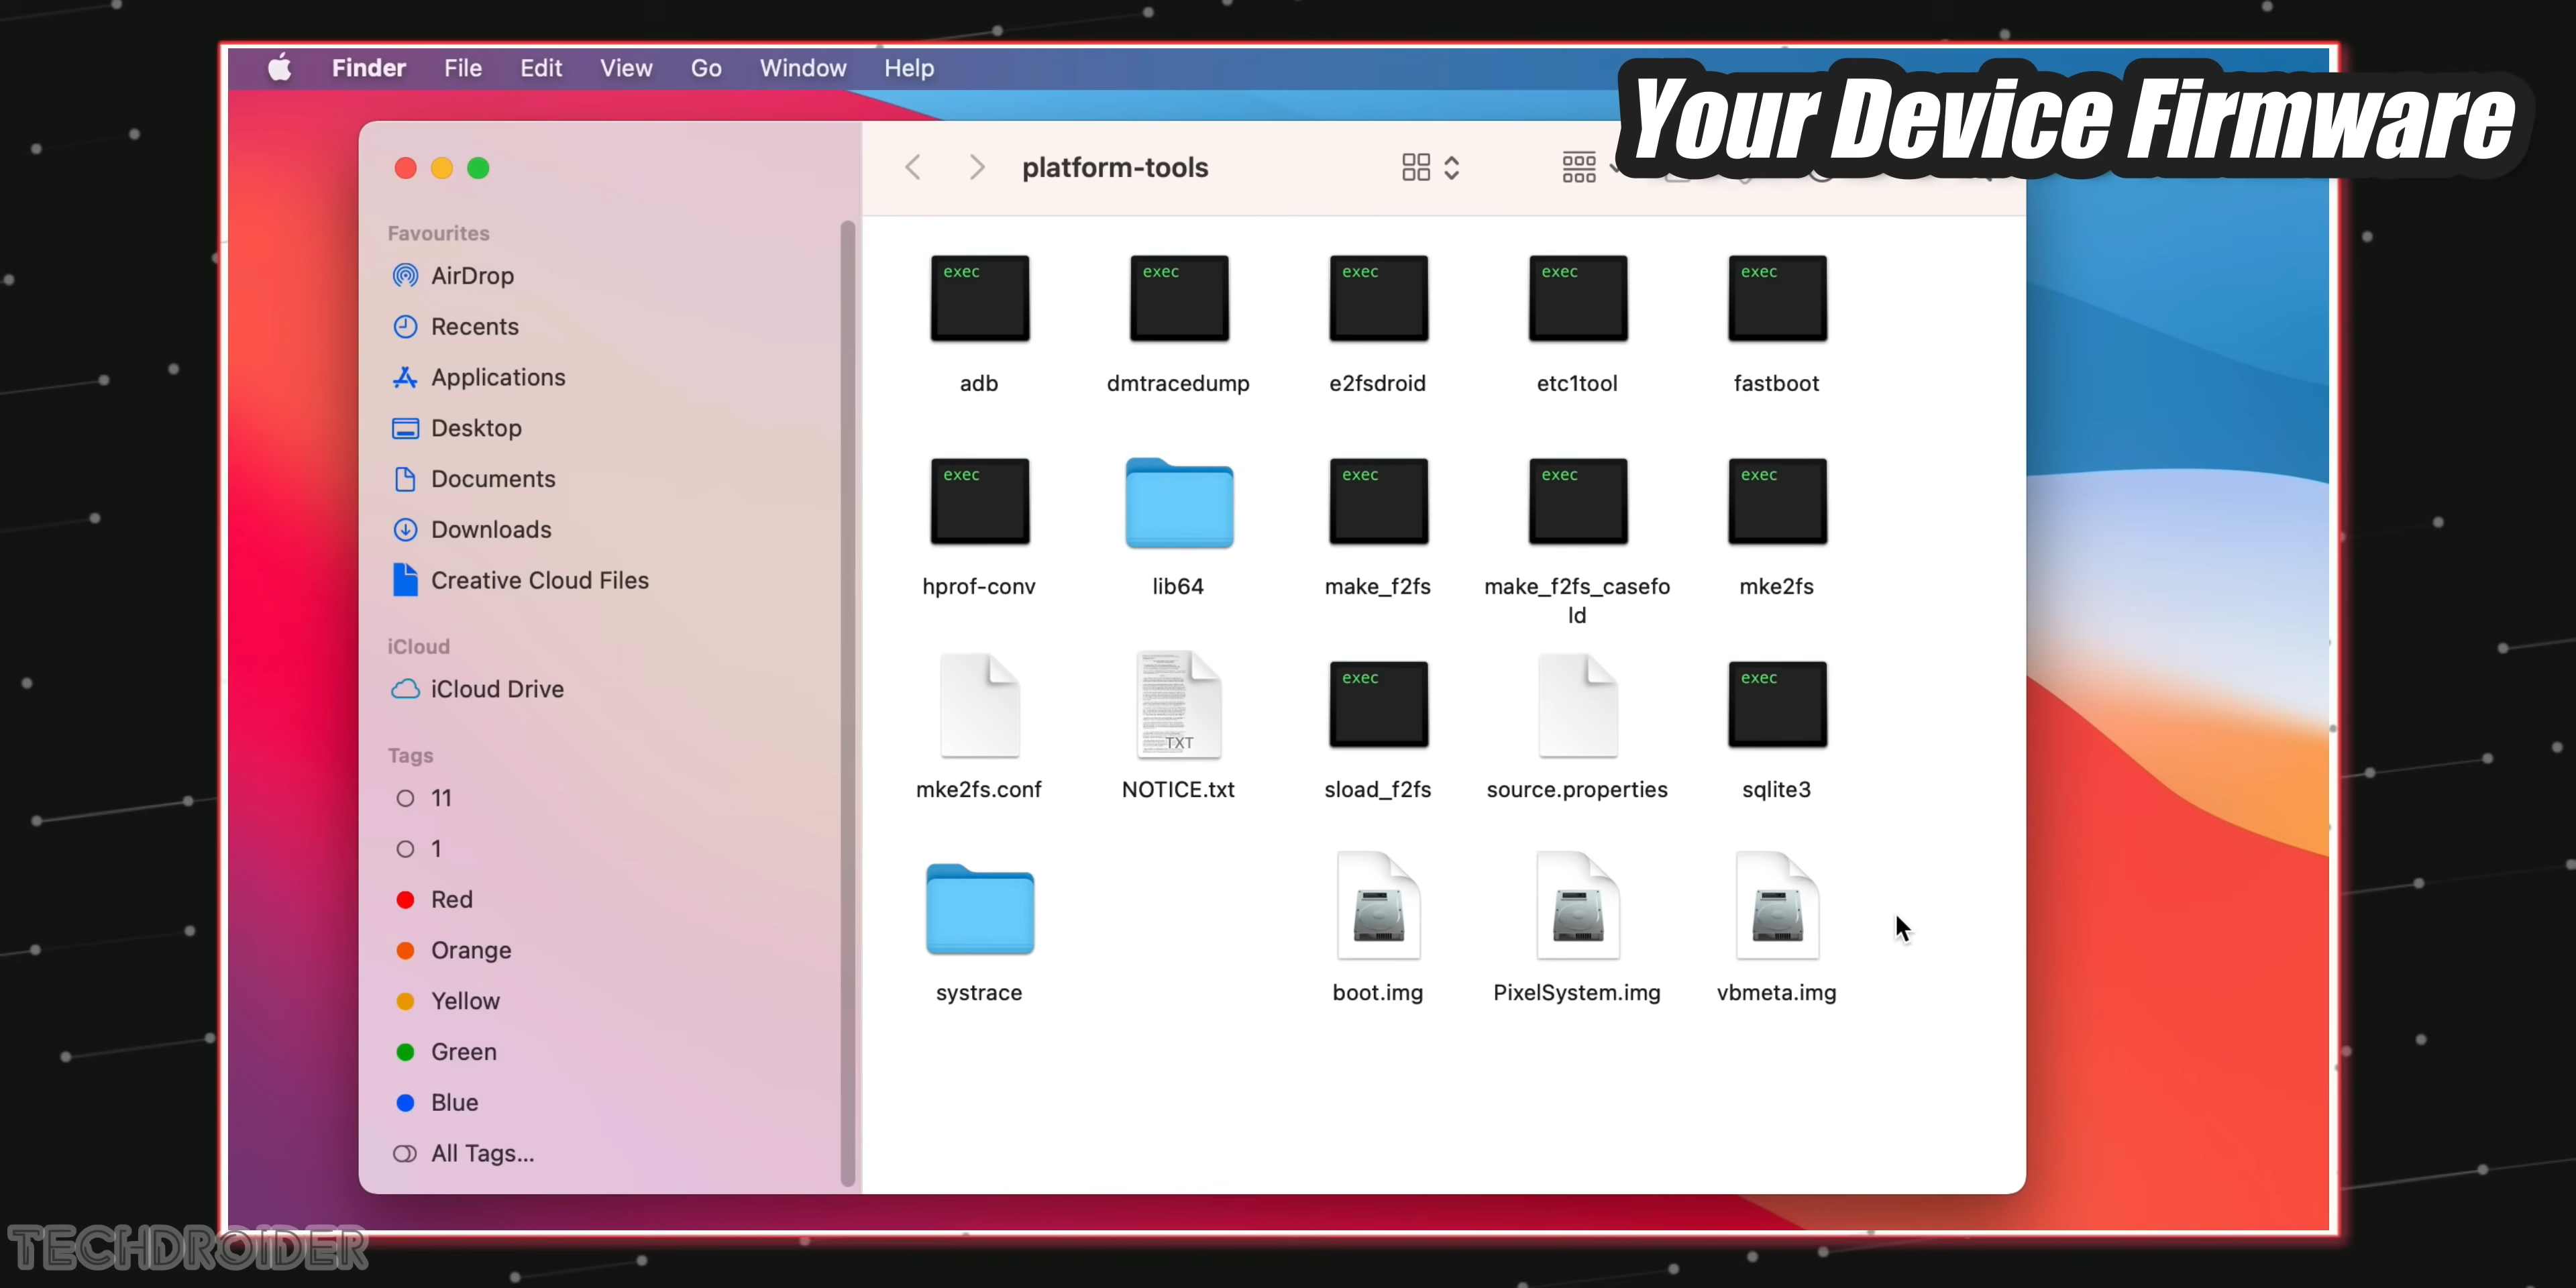 Finder File Edit View Go Window Help
Your Device Firmware
platform-tools
Favourites
AirDrop
Recents
Applications
Desktop
Documents
Downloads
Creative Cloud Files
iCloud
iCloud Drive
Tags
11
1
Red
Orange
Yellow
Green
Blue
All Tags...
exec exec exec exec exec
adb dmtracedump e2fsdroid etc1tool fastboot
exec exec exec exec
hprof-conv lib64 make_f2fs make_f2fs_casefo mke2fs
ld
TXT exec exec
mke2fs.conf NOTICE.txt sload_f2fs source.properties sqlite3
systrace boot.img PixelSystem.img vbmeta.img
TECHDROIDER